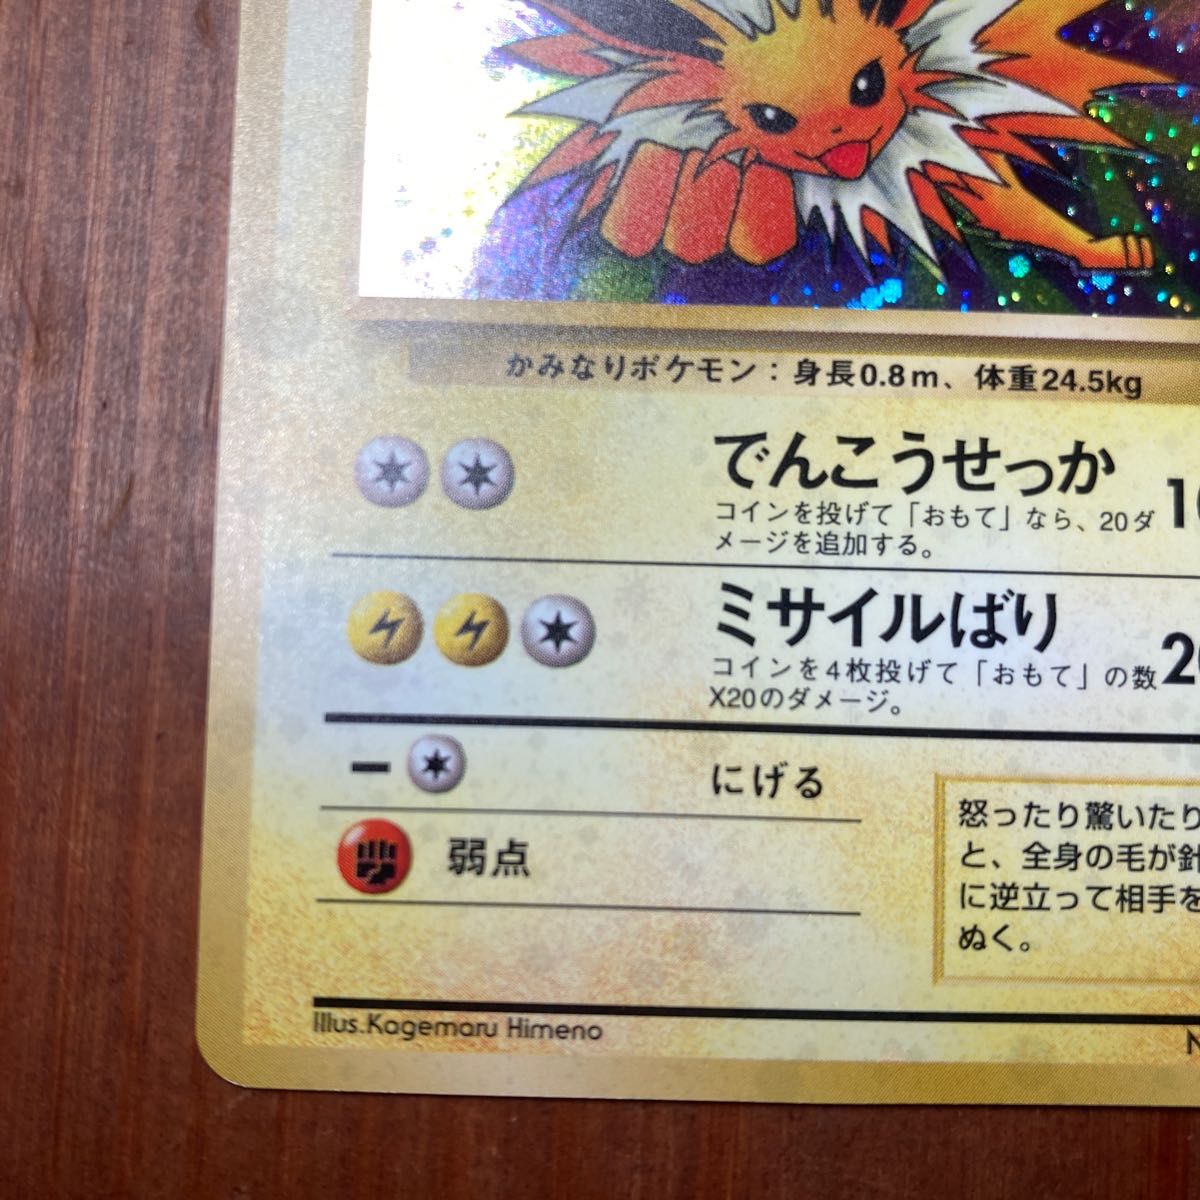 かみなりポケモン：身長0.8m、体重24.5kg
でんこうせっか 10
コインを投げて「おもて」なら、20ダ
メージを追加する。
ミサイルばり 20
コインを4枚投げて「おもて」の数
X20のダメージ。
にげる
弱点
怒ったり驚いたり
と、全身の毛が針
に逆立って相手を
ぬく。
Illus.Kagemaru Himeno
N